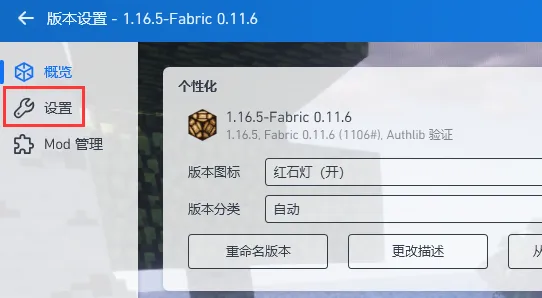 版本设置 - 1.16.5-Fabric 0.11.6
概览
设置
Mod 管理
个性化
1.16.5-Fabric 0.11.6
1.16.5, Fabric 0.11.6 (1106#), Authlib 验证
版本图标 红石灯（开）
版本分类 自动
重命名版本 更改描述 从